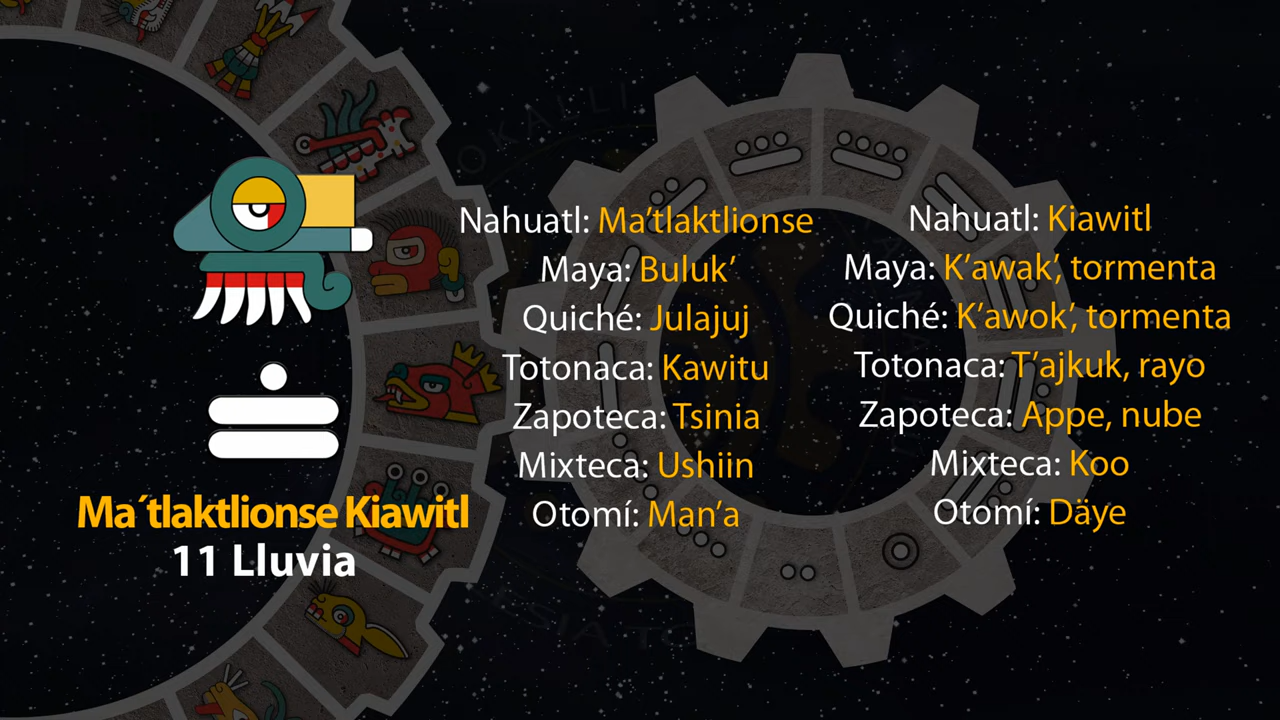 Ma´tlaktlionse Kiawitl
11 Lluvia
Nahuatl: Ma’tlaktlionse
Maya: Buluk’
Quiché: Julajuj
Totonaca: Kawitu
Zapoteca: Tsinia
Mixteca: Ushiin
Otomí: Man’a
Nahuatl: Kiawitl
Maya: K’awak’, tormenta
Quiché: K’awok’, tormenta
Totonaca: T’ajkuk, rayo
Zapoteca: Appe, nube
Mixteca: Koo
Otomí: Däye